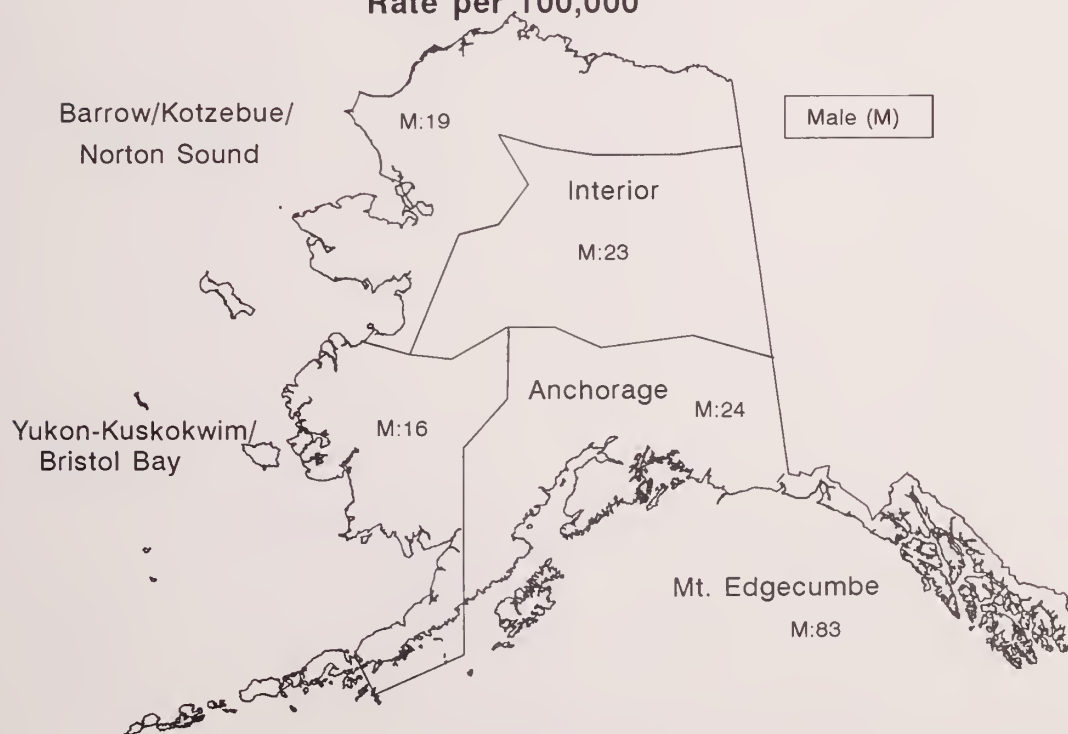 Rate per 100,000
Barrow/Kotzebue/
Norton Sound
M:19
Male (M)
Interior
M:23
Anchorage
M:24
Yukon-Kuskokwim/
Bristol Bay
M:16
Mt. Edgecumbe
M:83